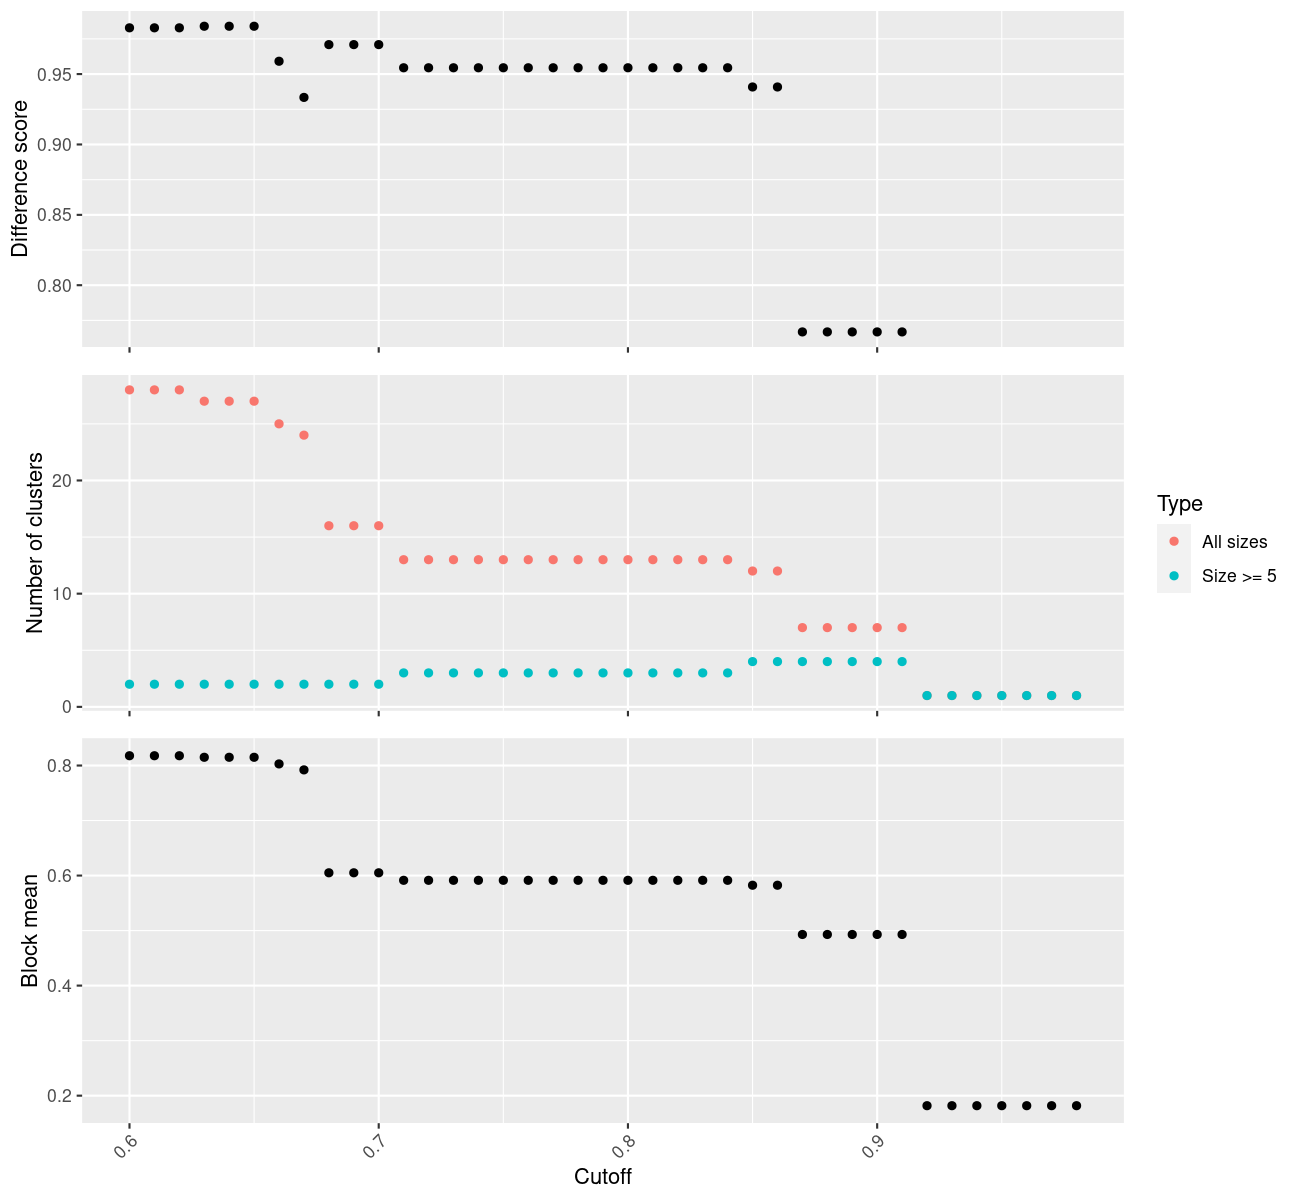 Difference score
0.95
0.90
0.85
0.80
Number of clusters
20
10
0
Type
All sizes
Size >= 5
Block mean
0.8
0.6
0.4
0.2
0.6
0.7
0.8
0.9
Cutoff